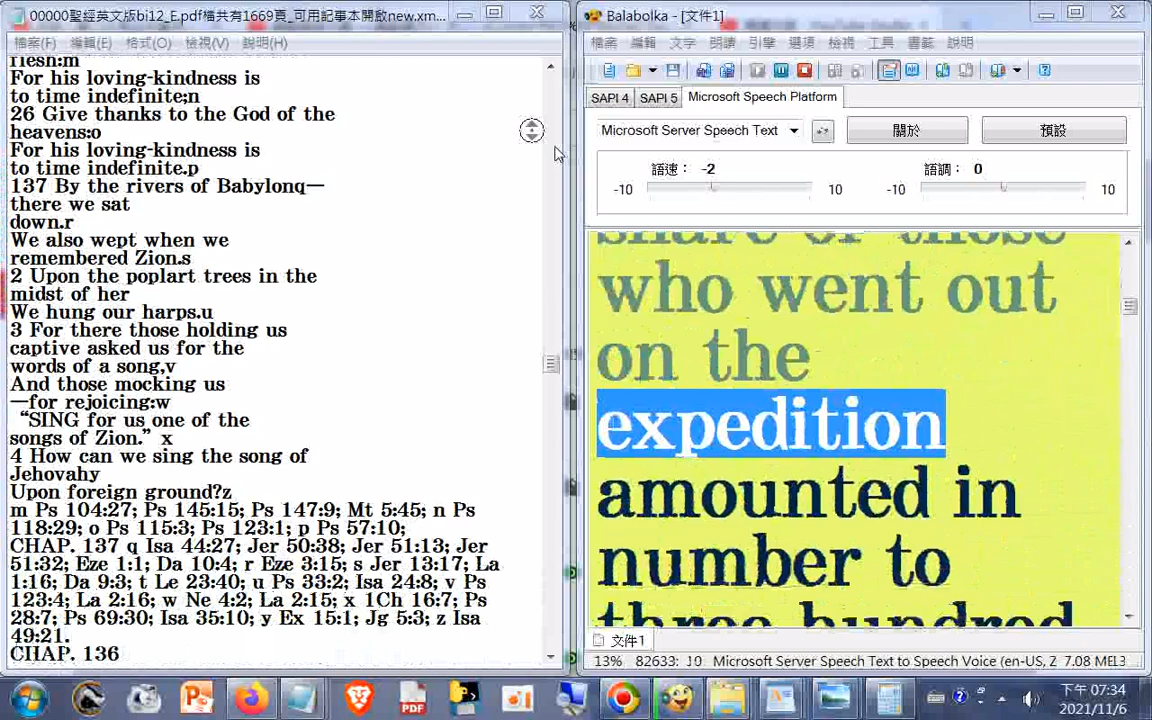 00000聖經英文版bi12_E.pdf檔共有1669頁_可用記事本開啟new.xm...
檔案(F) 編輯(E) 格式(O) 檢視(V) 說明(H)
flesh:m
For his loving-kindness is
to time indefinite;n
26 Give thanks to the God of the
heavens:o
For his loving-kindness is
to time indefinite.p
137 By the rivers of Babylonq—
there we sat
down.r
We also wept when we
remembered Zion.s
2 Upon the poplart trees in the
midst of her
We hung our harps.u
3 For there those holding us
captive asked us for the
words of a song,v
And those mocking us
—for rejoicing:w
“SING for us one of the
songs of Zion.” x
4 How can we sing the song of
Jehovahy
Upon foreign ground?z
m Ps 104:27; Ps 145:15; Ps 147:9; Mt 5:45; n Ps
118:29; o Ps 115:3; Ps 123:1; p Ps 57:10;
CHAP. 137 q Isa 44:27; Jer 50:38; Jer 51:13; Jer
51:32; Eze 1:1; Da 10:4; r Eze 3:15; s Jer 13:17; La
1:16; Da 9:3; t Le 23:40; u Ps 33:2; Isa 24:8; v Ps
123:4; La 2:16; w Ne 4:2; La 2:15; x 1Ch 16:7; Ps
28:7; Ps 69:30; Isa 35:10; y Ex 15:1; Jg 5:3; z Isa
49:21.
CHAP. 136
Balabolka - [文件1]
檔案 編輯 文字 朗讀 引擎 選項 檢視 工具 書籤 說明
SAPI 4 SAPI 5 Microsoft Speech Platform
Microsoft Server Speech Text 關於 預設
語速: -2 語調: 0
-10 10 -10 10
share of those
who went out
on the
expedition
amounted in
number to
three hundred
文件1
13% 82633: 10 Microsoft Server Speech Text to Speech Voice (en-US, Z 7.08 МЕ
下午 07:34
2021/11/6